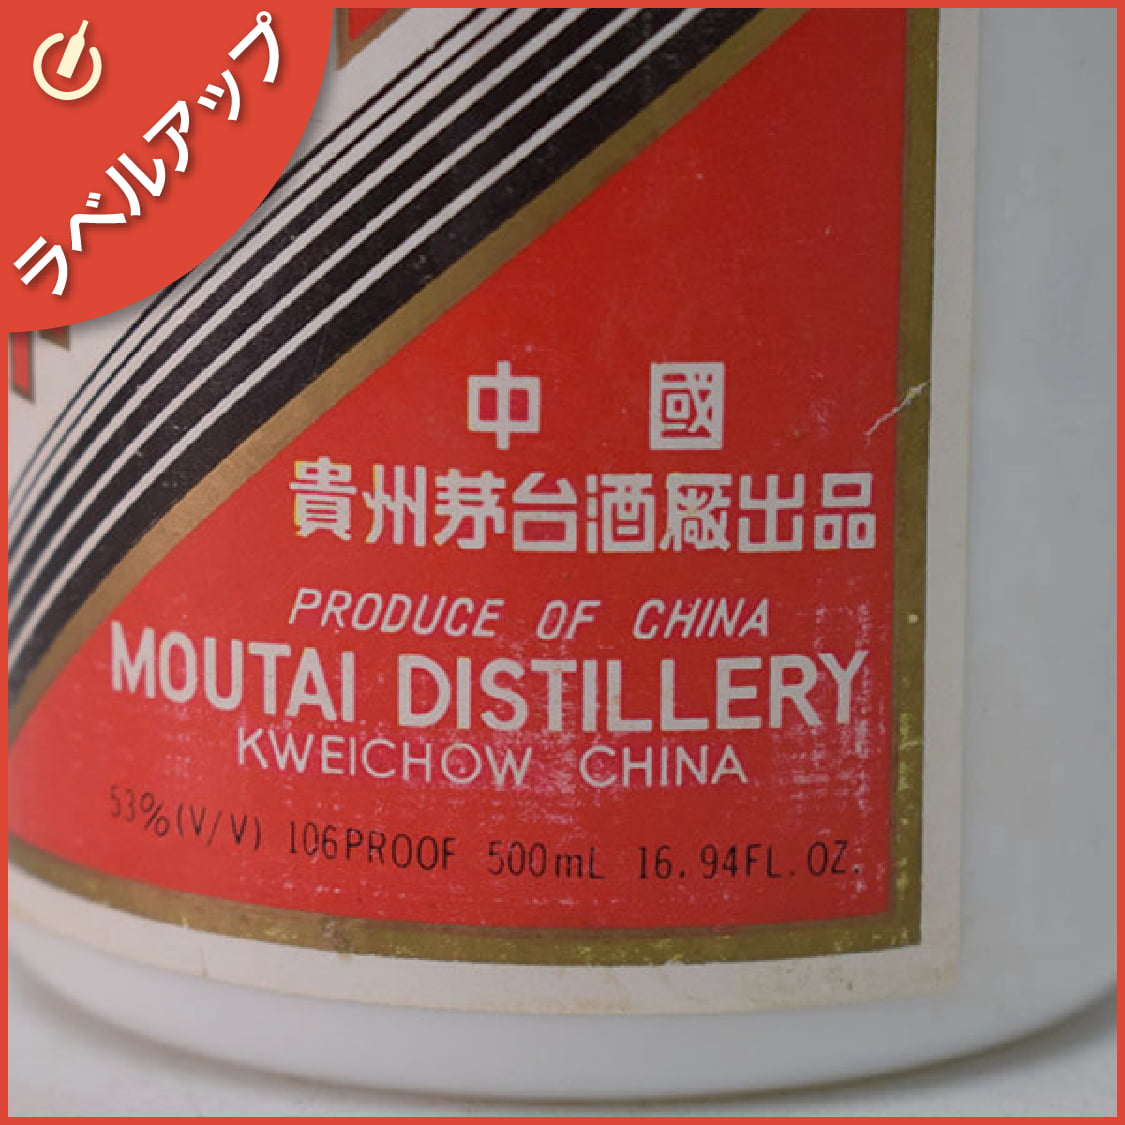 ラベルアップ
中國
貴州茅台酒廠出品
PRODUCE OF CHINA
MOUTAI DISTILLERY
KWEICHOW CHINA
53%(V/V) 106PROOF 500mL 16.94FL.OZ.